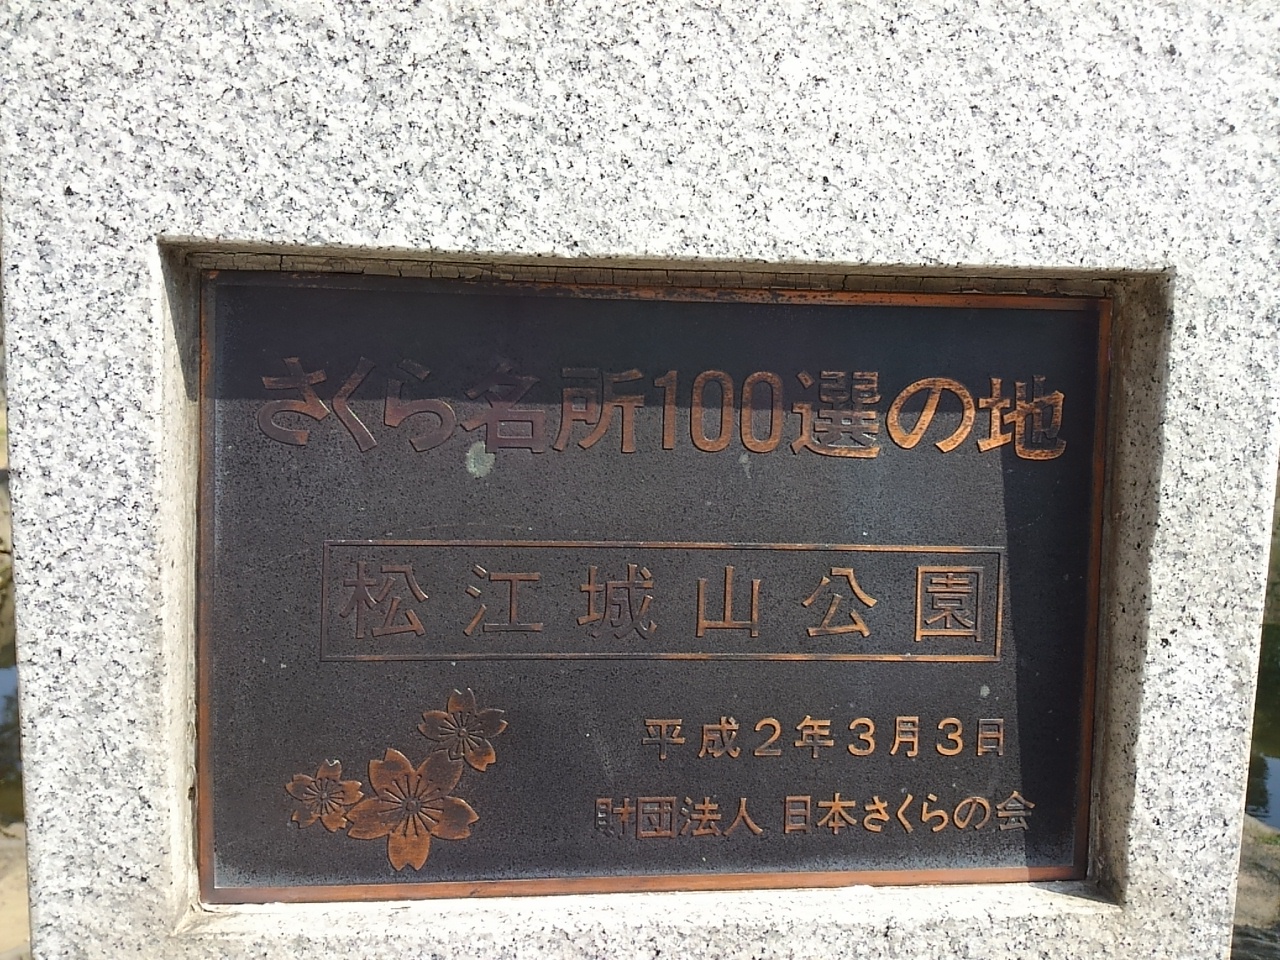 さくら名所100選の地
松江城山公園
平成2年3月3日
財団法人 日本さくらの会